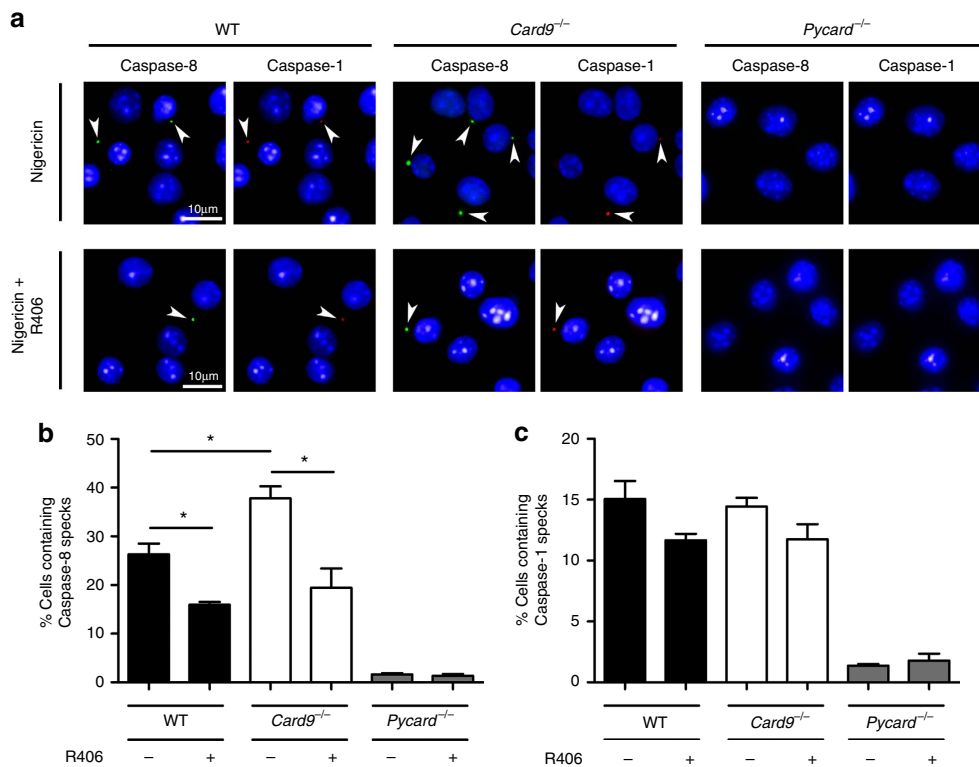 a
WT
Card9−/−
Pycard−/−
Caspase-8
Caspase-1
Caspase-8
Caspase-1
Caspase-8
Caspase-1
Nigericin
10μm
Nigericin +
R406
10μm
b
% Cells containing
Caspase-8 specks
50
40
30
20
10
0
*
*
*
WT
Card9−/−
Pycard−/−
R406
− + − + − +
c
% Cells containing
Caspase-1 specks
20
15
10
5
0
WT
Card9−/−
Pycard−/−
R406
− + − + − +